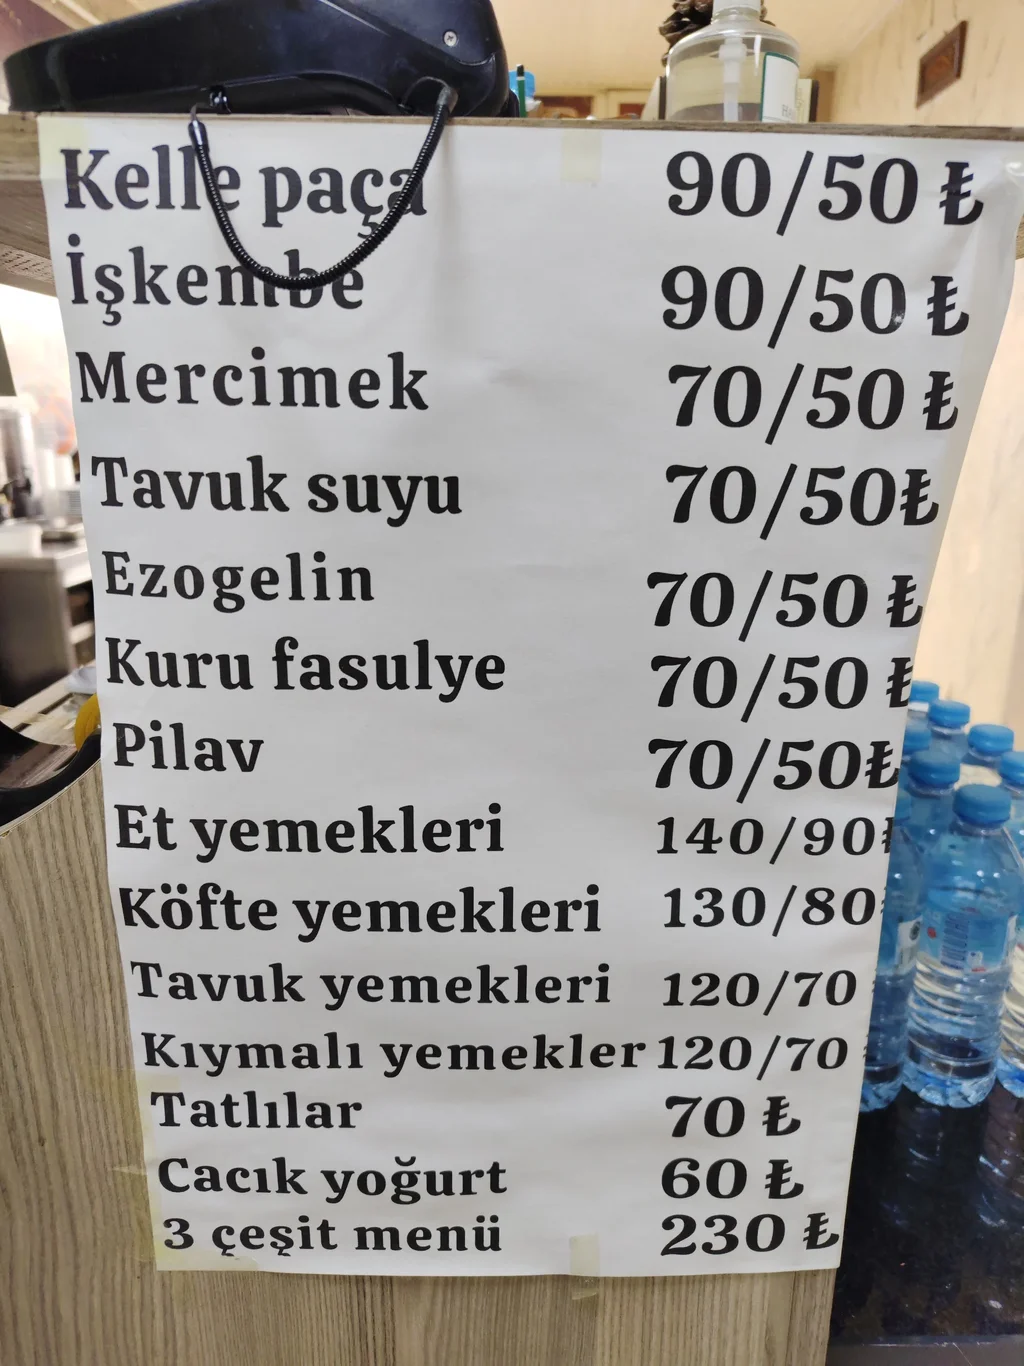 Kelle paça 90/50 ₺
İşkembe 90/50 ₺
Mercimek 70/50 ₺
Tavuk suyu 70/50₺
Ezogelin 70/50 ₺
Kuru fasulye 70/50 ₺
Pilav 70/50₺
Et yemekleri 140/90₺
Köfte yemekleri 130/80
Tavuk yemekleri 120/70
Kıymalı yemekler 120/70
Tatlılar 70 ₺
Cacık yoğurt 60 ₺
3 çeşit menü 230 ₺